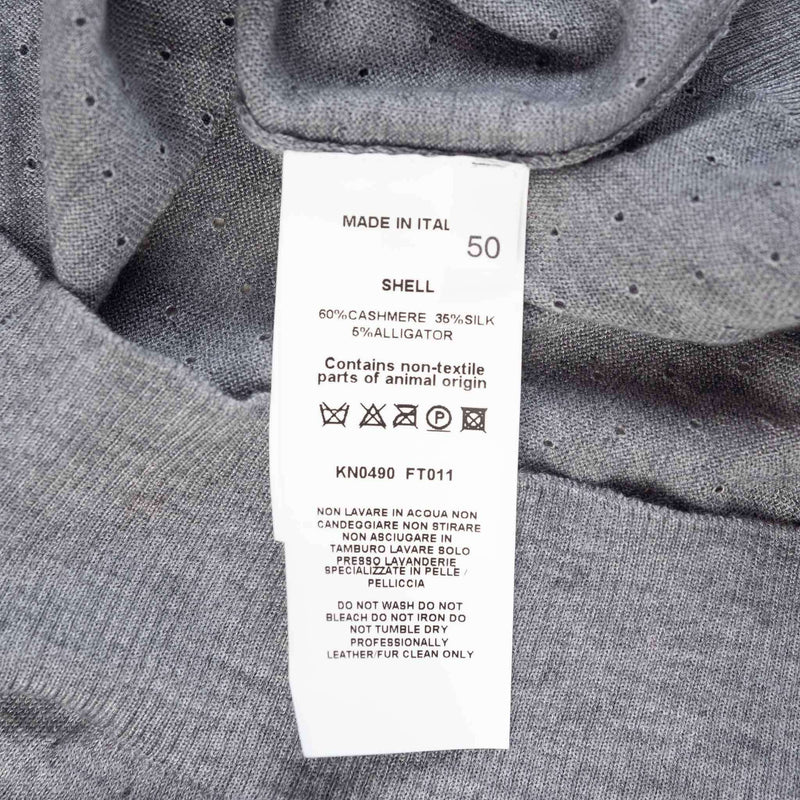 MADE IN ITAL
50
SHELL
60%CASHMERE 35%SILK
5%ALLIGATOR
Contains non-textile
parts of animal origin
P
KN0490 FT011
NON LAVARE IN ACQUA NON
CANDEGGIARE NON STIRARE
NON ASCIUGARE IN
TAMBURO LAVARE SOLO
PRESSO LAVANDERIE
SPECIALIZZATE IN PELLE /
PELLICCIA
DO NOT WASH DO NOT
BLEACH DO NOT IRON DO
NOT TUMBLE DRY
PROFESSIONALLY
LEATHER/FUR CLEAN ONLY